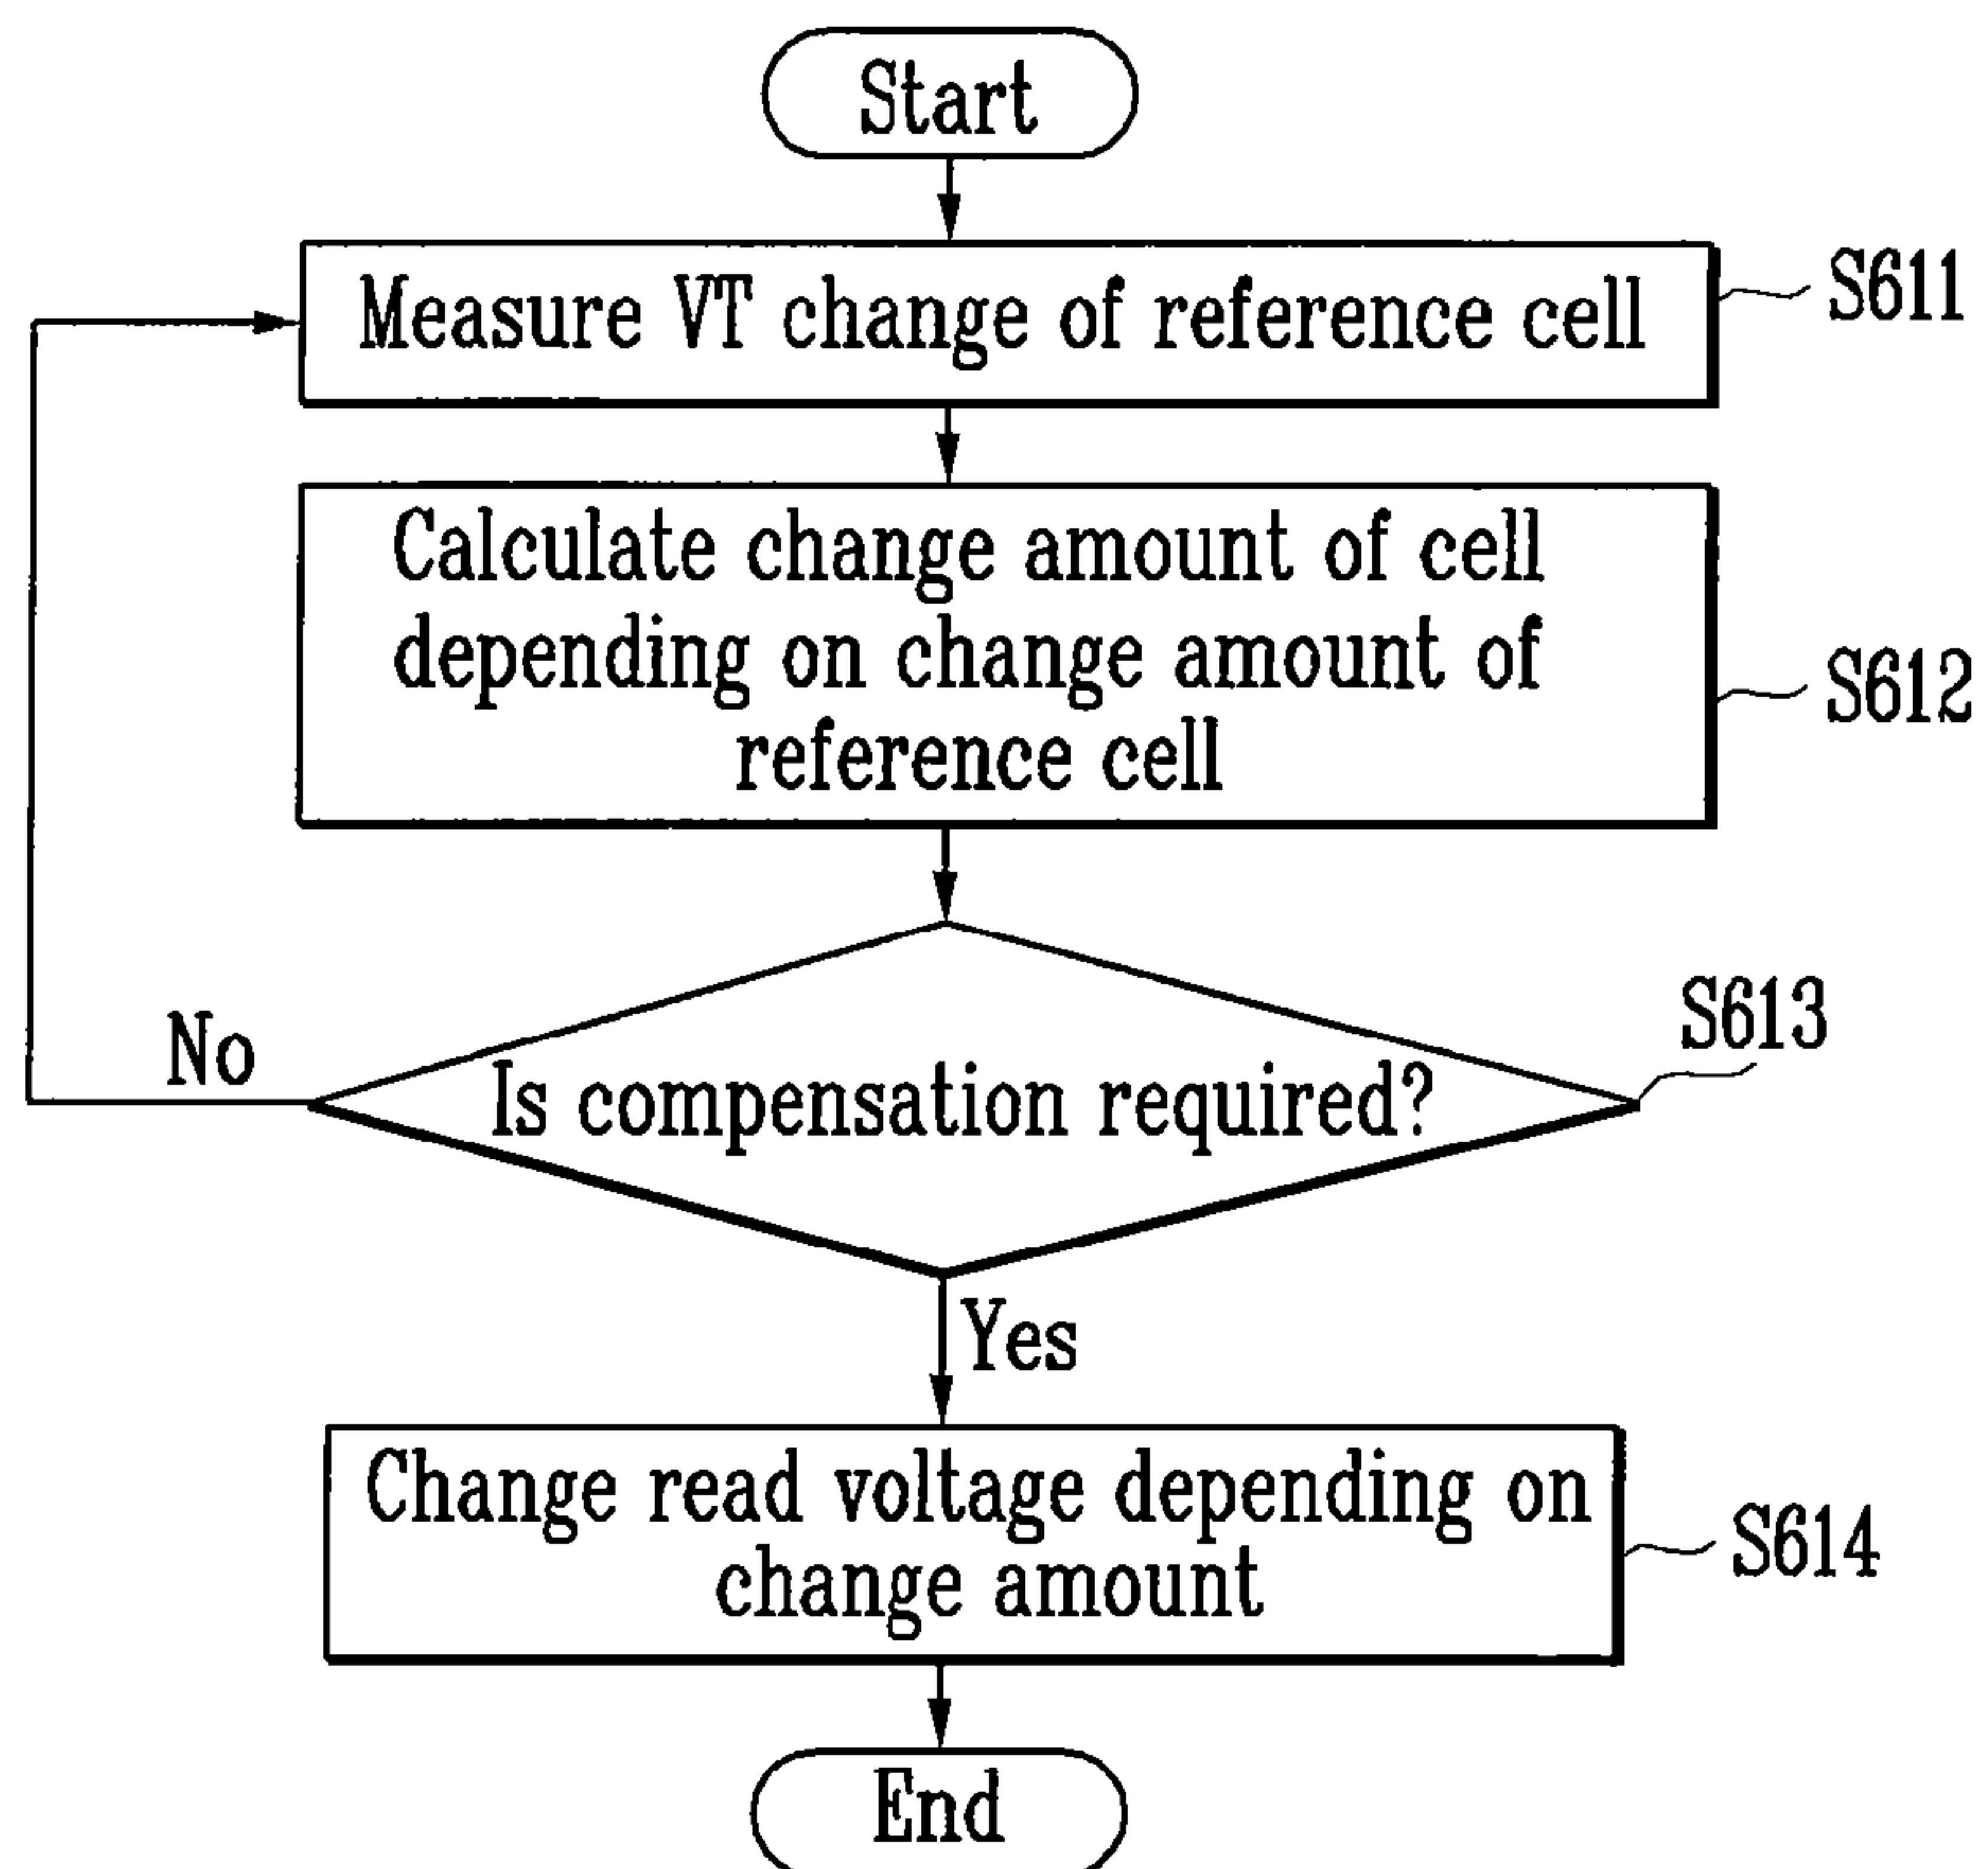 Start
Measure VT change of reference cell
S611
Calculate change amount of cell
depending on change amount of
reference cell
S612
Is compensation required?
S613
No
Yes
Change read voltage depending on
change amount
S614
End